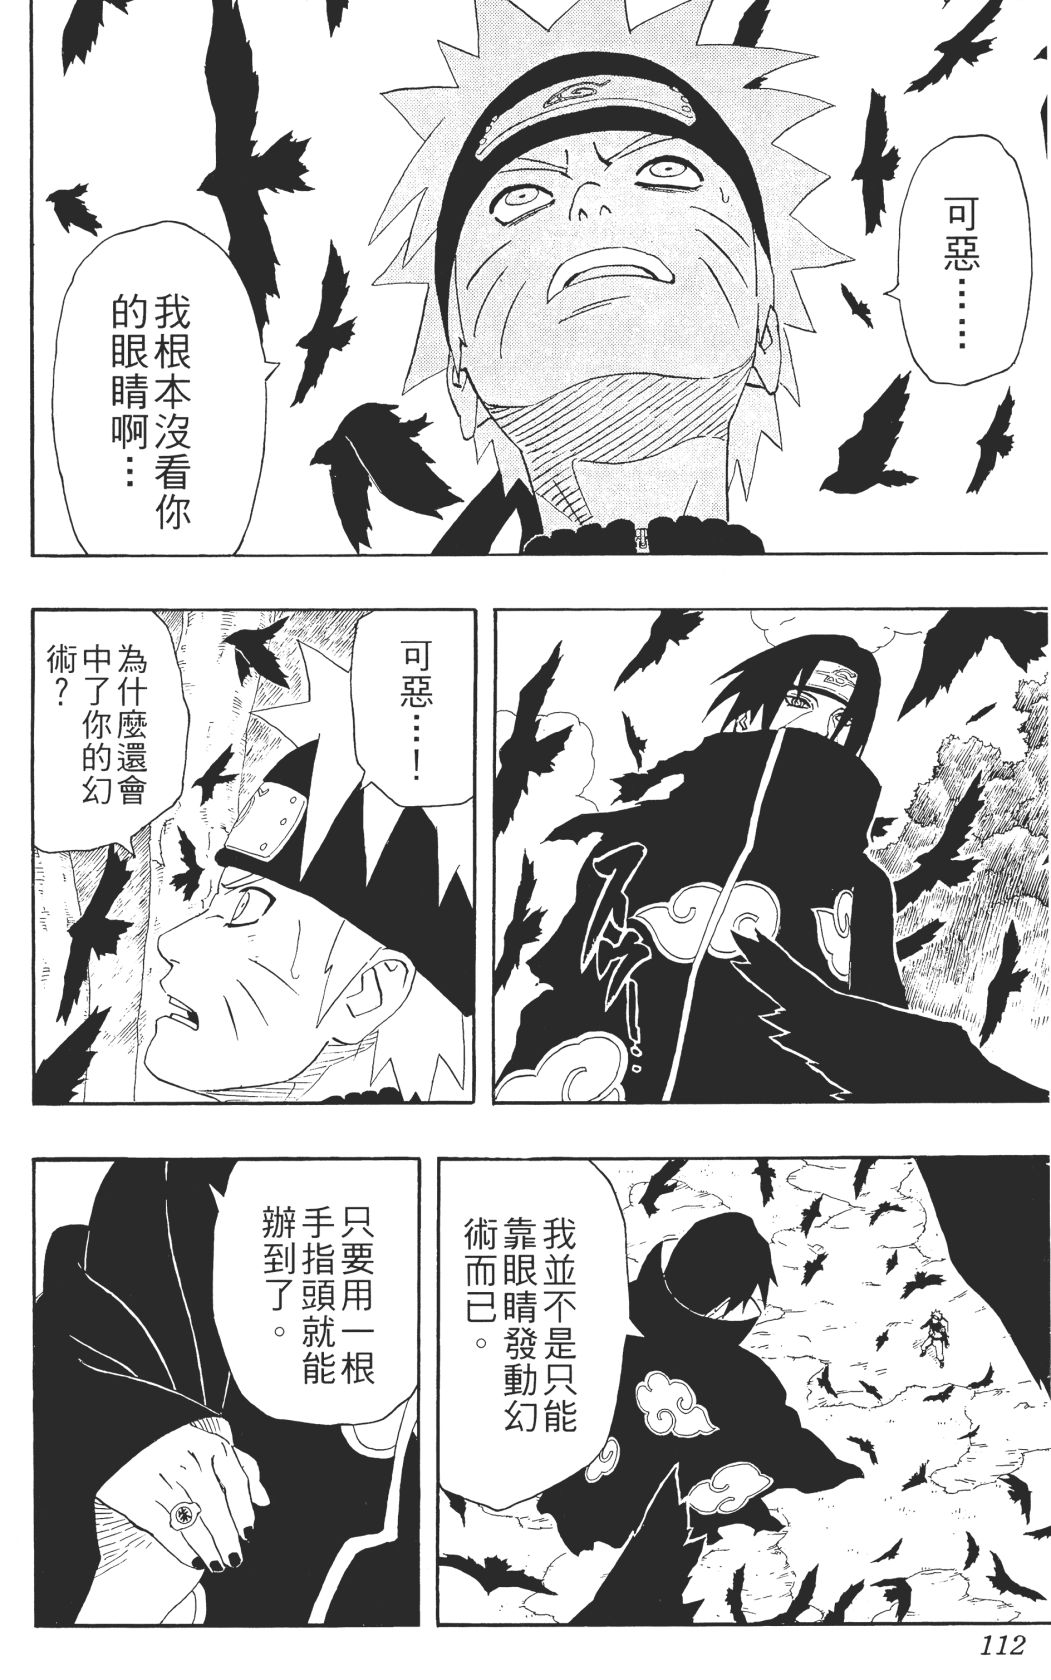 可惡……
我根本沒看你
的眼睛啊…
可惡…！
為什麼還會
中了你的幻
術？
我並不是只能
靠眼睛發動幻
術而已。
只要用一根
手指頭就能
辦到了。
112